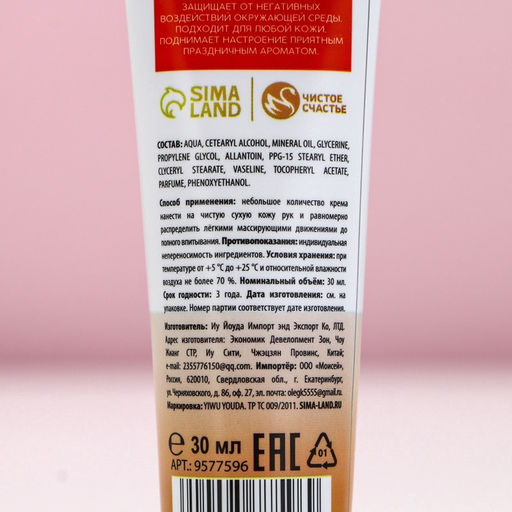 ЗАЩИЩАЕТ ОТ НЕГАТИВНЫХ
ВОЗДЕЙСТВИЙ ОКРУЖАЮЩЕЙ СРЕДЫ.
ПОДХОДИТ ДЛЯ ЛЮБОЙ КОЖИ.
ПОДНИМАЕТ НАСТРОЕНИЕ ПРИЯТНЫМ
ПРАЗДНИЧНЫМ АРОМАТОМ.
SIMA LAND
ЧИСТОЕ СЧАСТЬЕ
СОСТАВ: AQUA, CETEARYL ALCOHOL, MINERAL OIL, GLYCERINE,
PROPYLENE GLYCOL, ALLANTOIN, PPG-15 STEARYL ETHER,
GLYCERYL STEARATE, VASELINE, TOCOPHERYL ACETATE,
PARFUME, PHENOXYETHANOL.
Способ применения: небольшое количество крема
нанести на чистую сухую кожу рук и равномерно
распределить лёгкими массирующими движениями до
полного впитывания. Противопоказания: индивидуальная
непереносимость ингредиентов. Условия хранения: при
температуре от +5 °C до +25 °C и относительной влажности
воздуха не более 70 %. Номинальный объём: 30 мл.
Срок годности: 3 года. Дата изготовления: см. на
упаковке. Номер партии соответствует дате изготовления.
Изготовитель: Иу Йоуда Импорт энд Экспорт Ко, ЛТД.
Адрес изготовителя: Экономик Девелопмент Зон, Чоу
Жианг СТР, Иу Сити, Чжэцзян Провинс, Китай;
e-mail: 2355776150@qq.com. Импортёр: ООО «Моисей»,
Россия, 620010, Свердловская обл., г. Екатеринбург,
ул. Черняховского, д. 86, оф. 27, эл. почта: olegk5555@gmail.com.
Маркировка: YIWU YOUDA. ТР ТС 009/2011. SIMA-LAND.RU
℮ 30 мл
АРТ.: 9577596
EAC
01